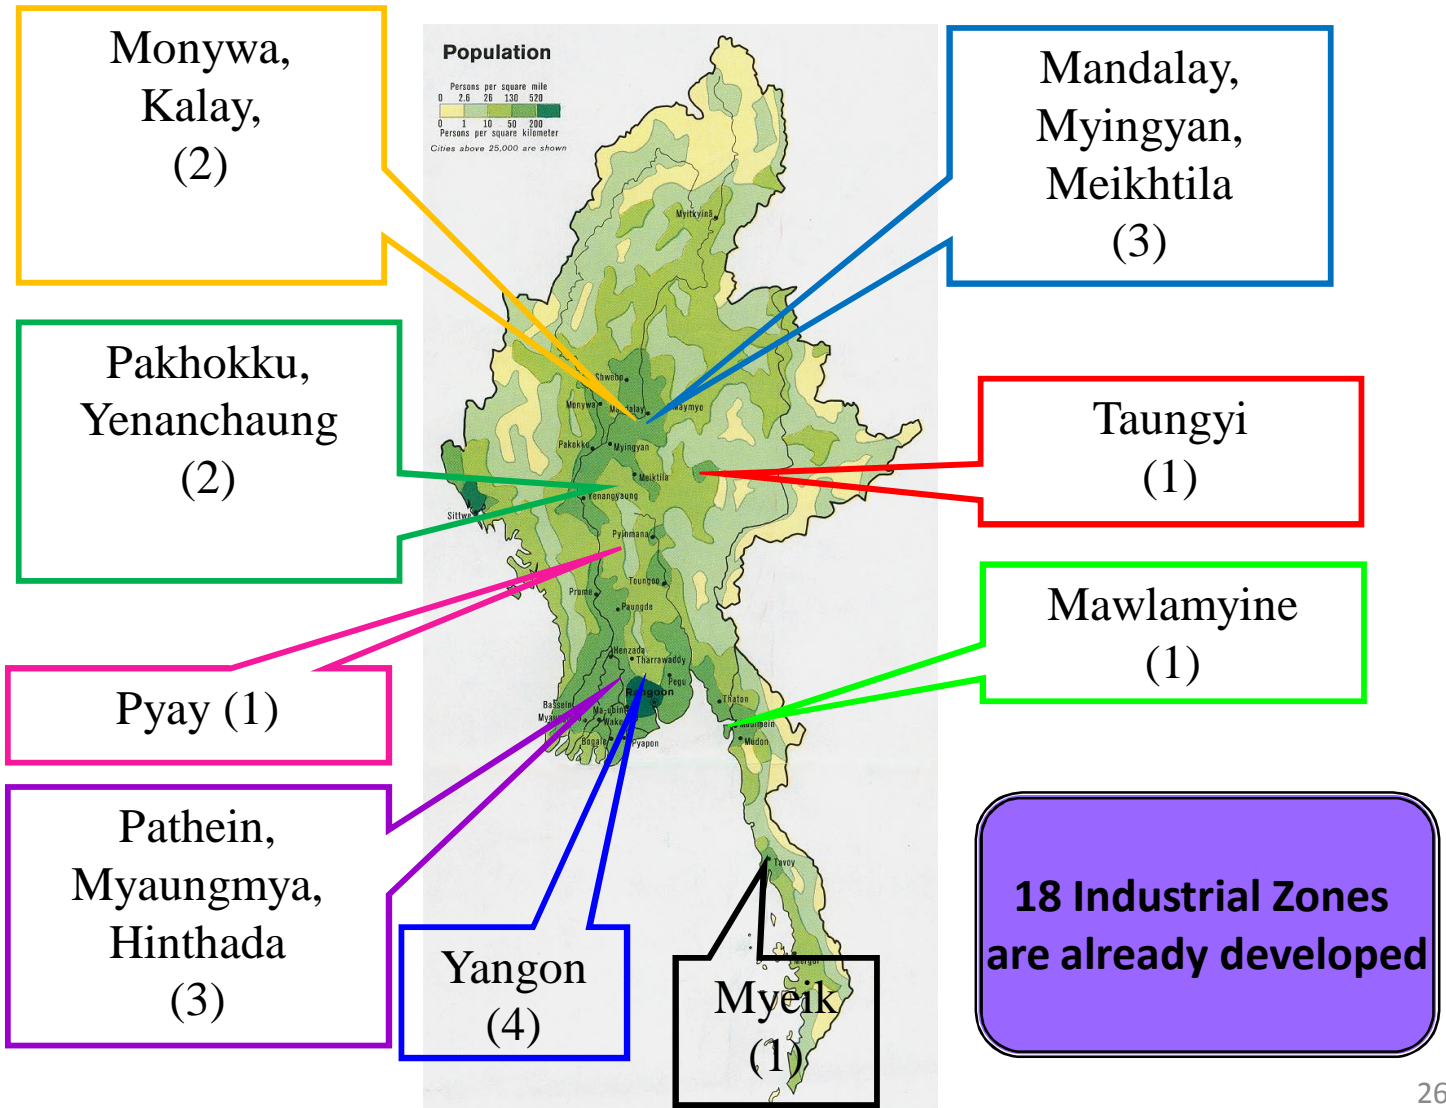 Monywa,
Kalay,
(2)
Population
Persons per square mile
0 2.6 26 130 520
0 1 10 50 200
Persons per square kilometer
Cities above 25,000 are shown
Mandalay,
Myingyan,
Meikhtila
(3)
Myitkyinā
Pakhokku,
Yenanchaung
(2)
Shwebo
Monywa
Mandalay
Maymyo
Pakokku
Myingyan
Meiktila
Yenangyaung
Sittwe
Pyinmana
Toungoo
Prome
Paungde
Taungyi
(1)
Mawlamyine
(1)
Pyay (1)
Henzada
Tharrawaddy
Pegu
Rangoon
Bassein
Ma-ubin
Bogale
Pyapon
Thaton
Moulmein
Mudon
Pathein,
Myaungmya,
Hinthada
(3)
Yangon
(4)
Tavoy
Mergui
Myeik
(1)
18 Industrial Zones
are already developed
26